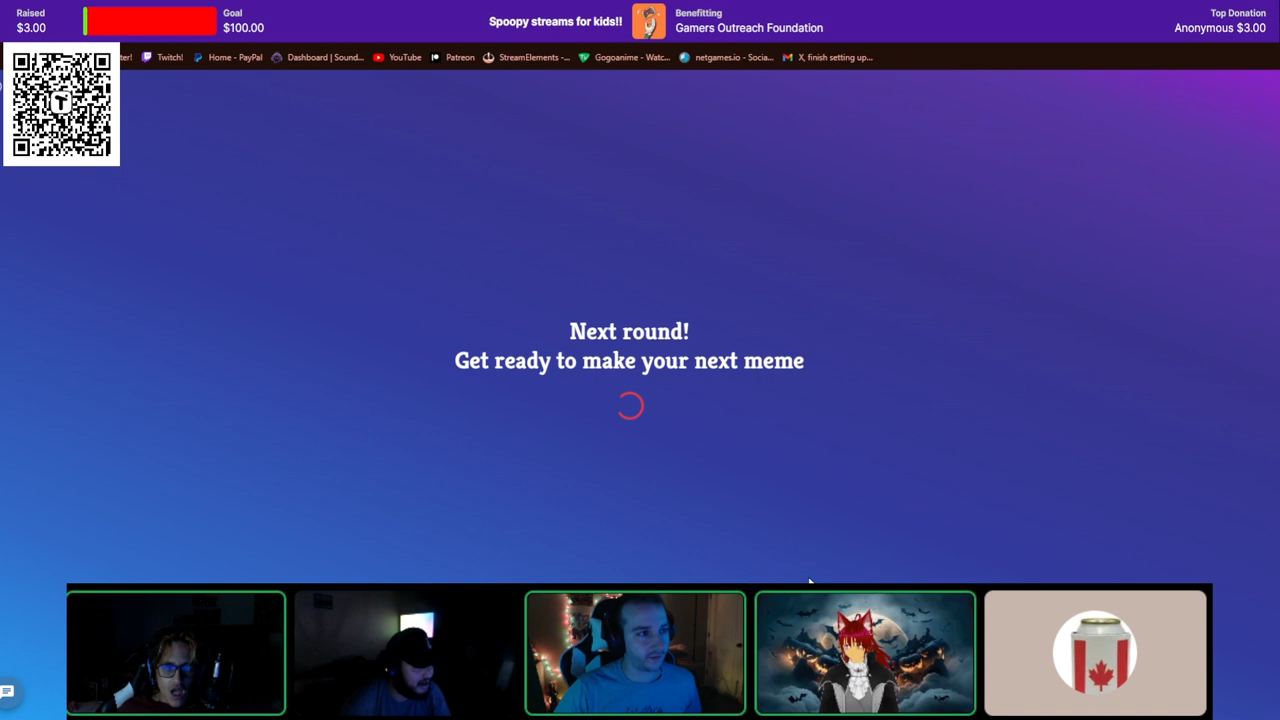 Raised
$3.00
Goal
$100.00
Spoopy streams for kids!!
Benefitting
Gamers Outreach Foundation
Top Donation
Anonymous $3.00
ter!
Twitch!
Home - PayPal
Dashboard | Sound...
YouTube
Patreon
StreamElements -...
Gogoanime - Watc...
netgames.io - Socia...
X, finish setting up...
T
Next round!
Get ready to make your next meme